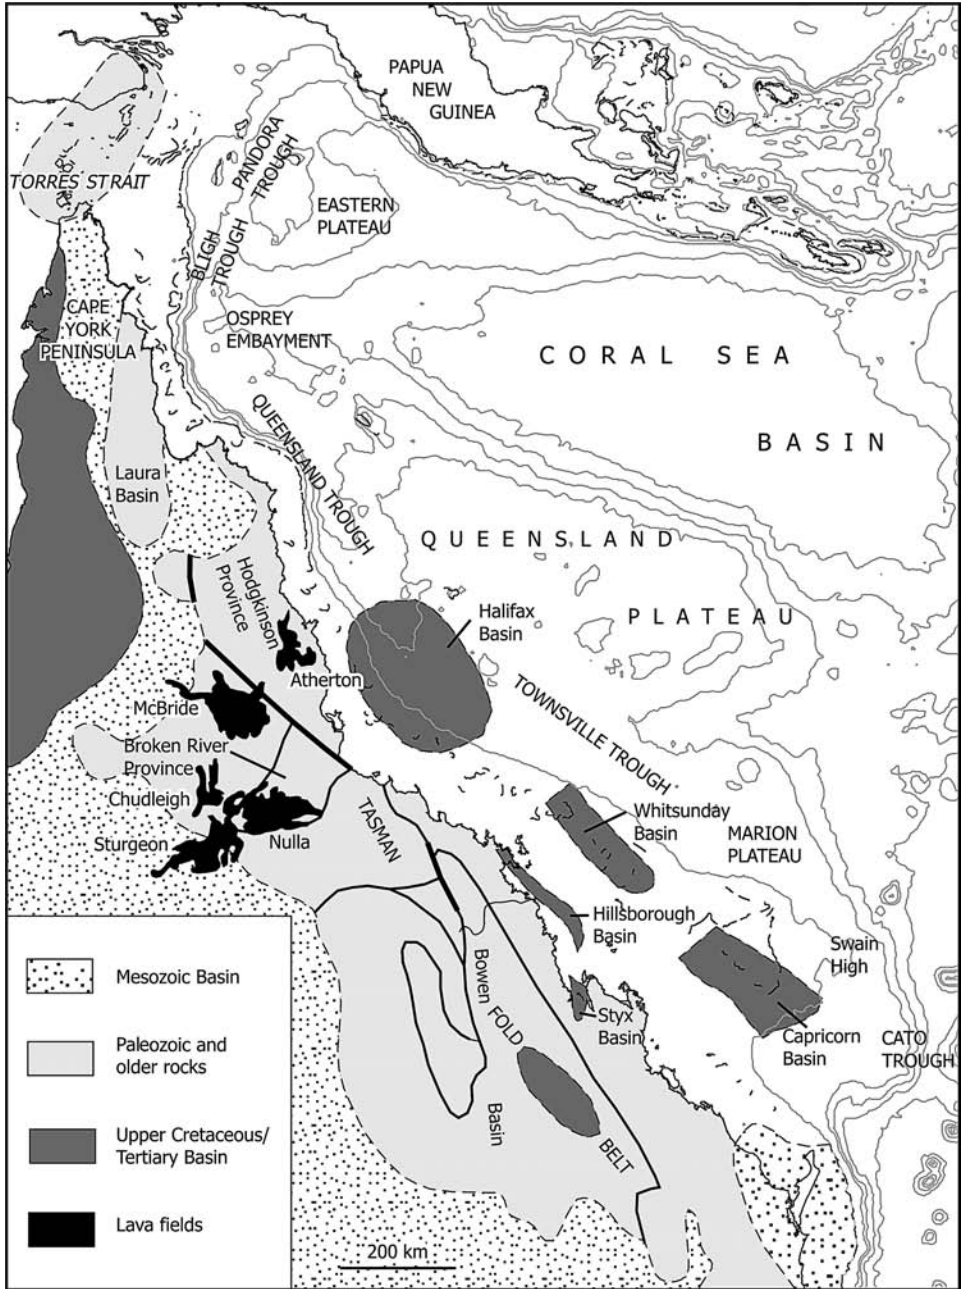 PAPUA
NEW
GUINEA
PANDORA
TROUGH
TORRES STRAIT
EASTERN
PLATEAU
BLIGH
TROUGH
CAPE
YORK
PENINSULA
OSPREY
EMBAYMENT
CORAL SEA
BASIN
QUEENSLAND TROUGH
Laura
Basin
QUEENSLAND
PLATEAU
Hodgkinson
Province
Halifax
Basin
Atherton
McBride
TOWNSVILLE TROUGH
Broken River
Province
Chudleigh
Sturgeon
Nulla
TASMAN
FOLD
BELT
Whitsunday
Basin
MARION
PLATEAU
Hillsborough
Basin
Swain
High
Bowen
Basin
Styx
Basin
Capricorn
Basin
CATO
TROUGH
Mesozoic Basin
Paleozoic and
older rocks
Upper Cretaceous/
Tertiary Basin
Lava fields
200 km